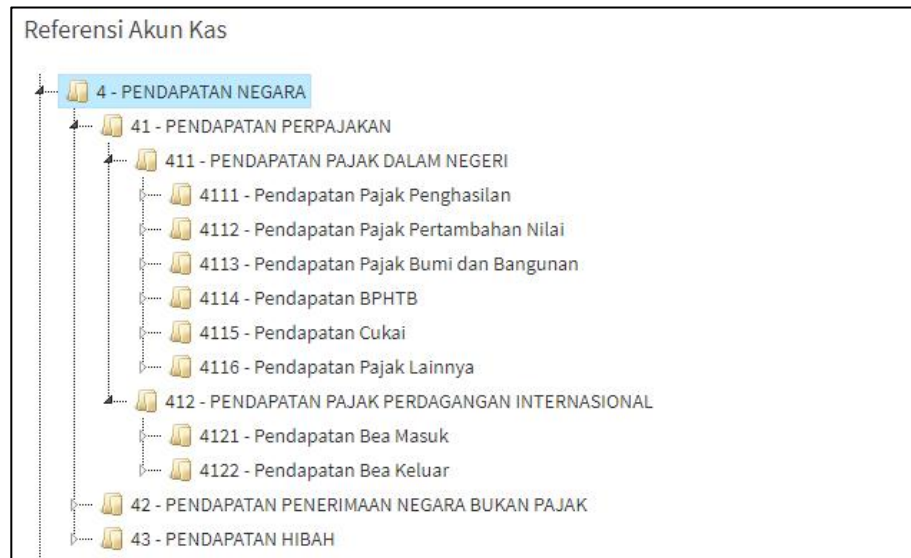 Referensi Akun Kas
4 - PENDAPATAN NEGARA
41 - PENDAPATAN PERPAJAKAN
411 - PENDAPATAN PAJAK DALAM NEGERI
4111 - Pendapatan Pajak Penghasilan
4112 - Pendapatan Pajak Pertambahan Nilai
4113 - Pendapatan Pajak Bumi dan Bangunan
4114 - Pendapatan BPHTB
4115 - Pendapatan Cukai
4116 - Pendapatan Pajak Lainnya
412 - PENDAPATAN PAJAK PERDAGANGAN INTERNASIONAL
4121 - Pendapatan Bea Masuk
4122 - Pendapatan Bea Keluar
42 - PENDAPATAN PENERIMAAN NEGARA BUKAN PAJAK
43 - PENDAPATAN HIBAH